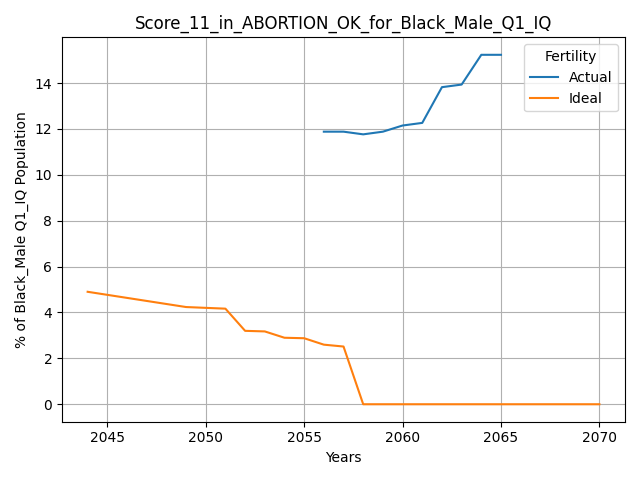 Score_11_in_ABORTION_OK_for_Black_Male_Q1_IQ
Fertility
Actual
Ideal
% of Black_Male Q1_IQ Population
14
12
10
8
6
4
2
0
2045 2050 2055 2060 2065 2070
Years